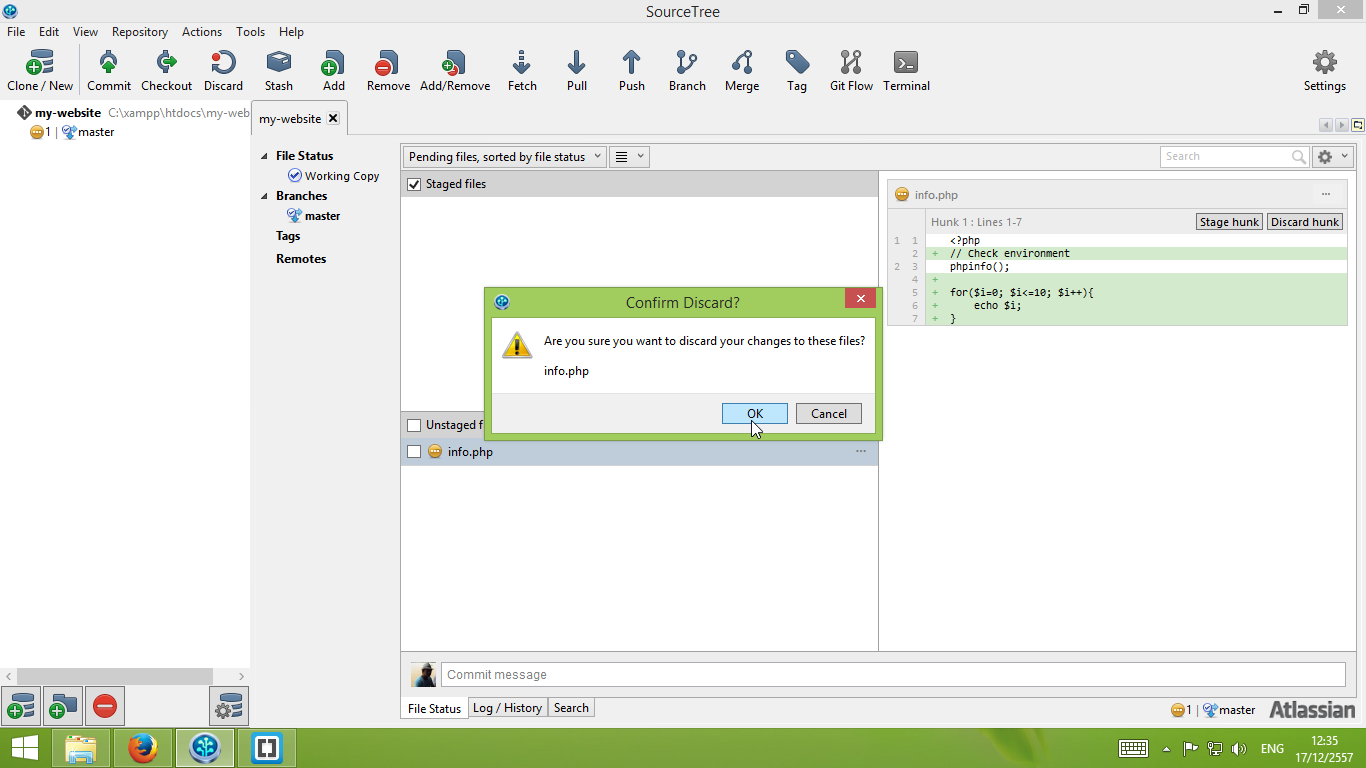 SourceTree
File Edit View Repository Actions Tools Help
Clone / New Commit Checkout Discard Stash Add Remove Add/Remove Fetch Pull Push Branch Merge Tag Git Flow Terminal Settings
my-website C:\xampp\htdocs\my-web
1 | master
my-website
File Status
Working Copy
Branches
master
Tags
Remotes
Pending files, sorted by file status
Search
Staged files
info.php
Hunk 1 : Lines 1-7
Stage hunk Discard hunk
1 1 <?php
2 + // Check environment
2 3 phpinfo();
4 +
5 + for($i=0; $i<=10; $i++){
6 + echo $i;
7 + }
Confirm Discard?
Are you sure you want to discard your changes to these files?
info.php
OK Cancel
Unstaged f
info.php
Commit message
File Status Log / History Search
1 | master Atlassian
ENG
12:35
17/12/2557